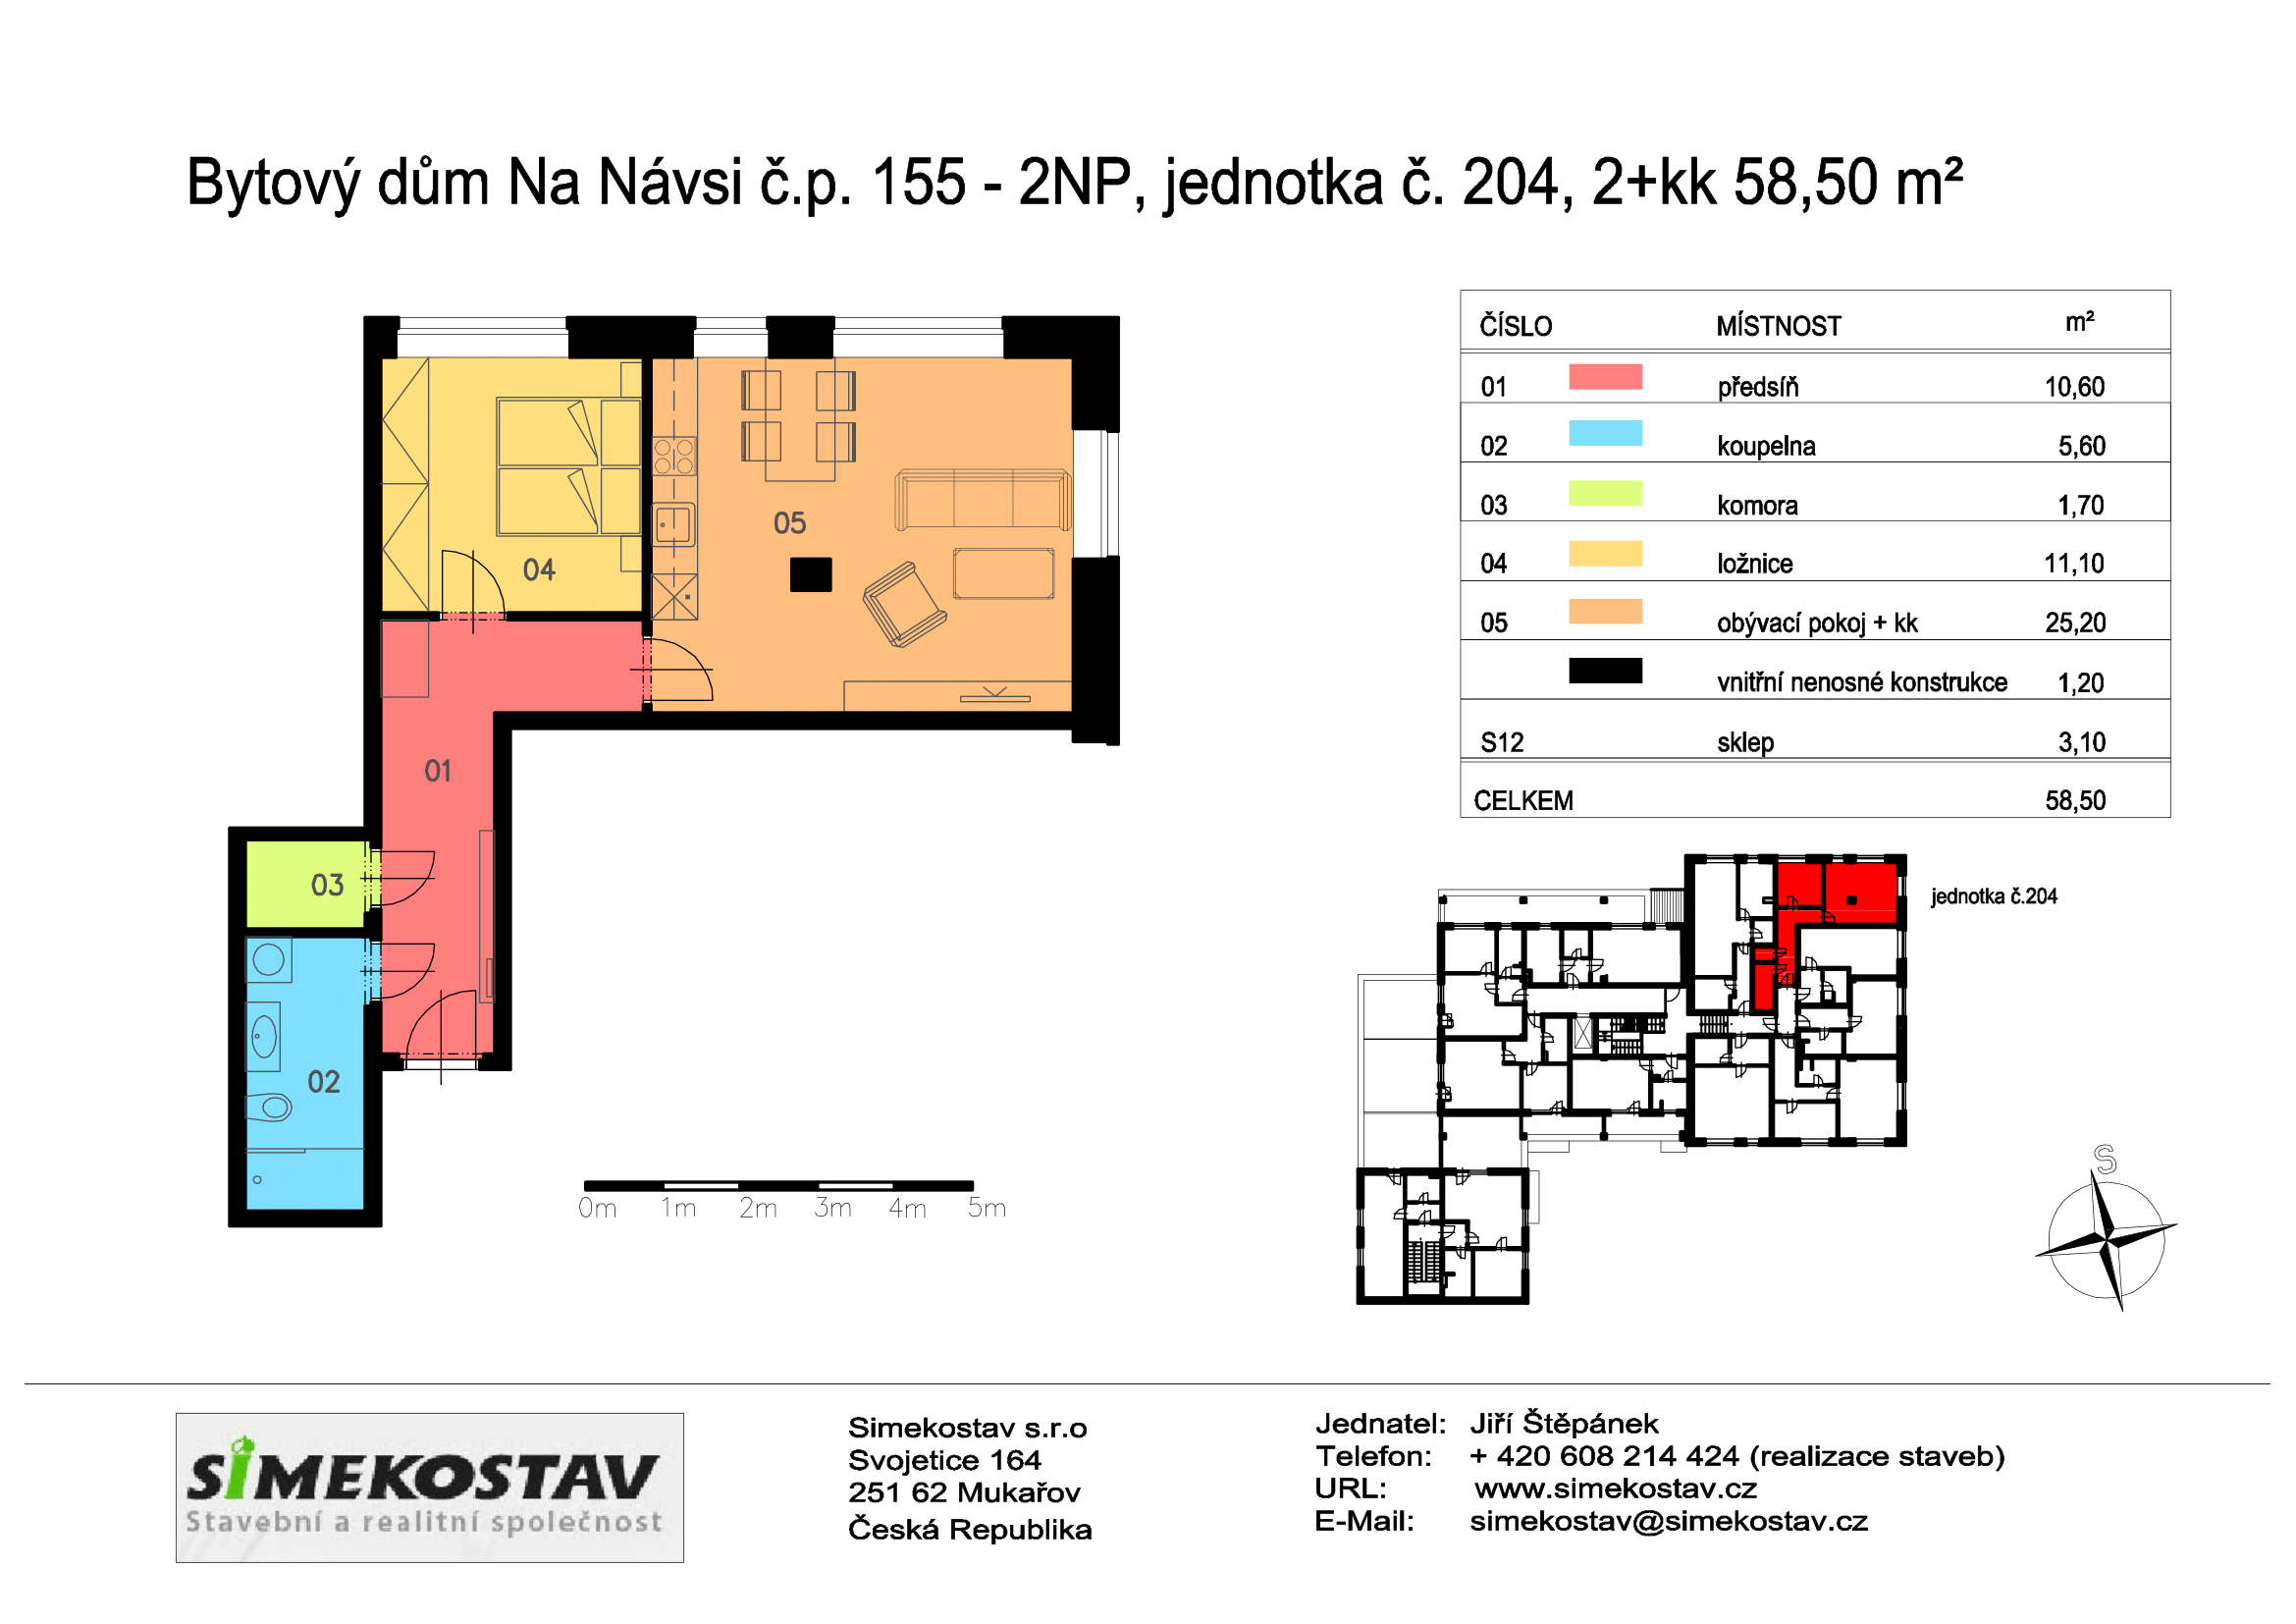 Bytový dům Na Návsi č.p. 155 - 2NP, jednotka č. 204, 2+kk 58,50 m²
ČÍSLO MÍSTNOST m²
01 předsíň 10,60
02 koupelna 5,60
03 komora 1,70
04 ložnice 11,10
05 obývací pokoj + kk 25,20
vnitřní nenosné konstrukce 1,20
S12 sklep 3,10
CELKEM 58,50
05
04
01
03
02
0m 1m 2m 3m 4m 5m
jednotka č.204
S
SIMEKOSTAV
Stavební a realitní společnost
Simekostav s.r.o
Svojetice 164
251 62 Mukařov
Česká Republika
Jednatel: Jiří Štěpánek
Telefon: + 420 608 214 424 (realizace staveb)
URL: www.simekostav.cz
E-Mail: simekostav@simekostav.cz